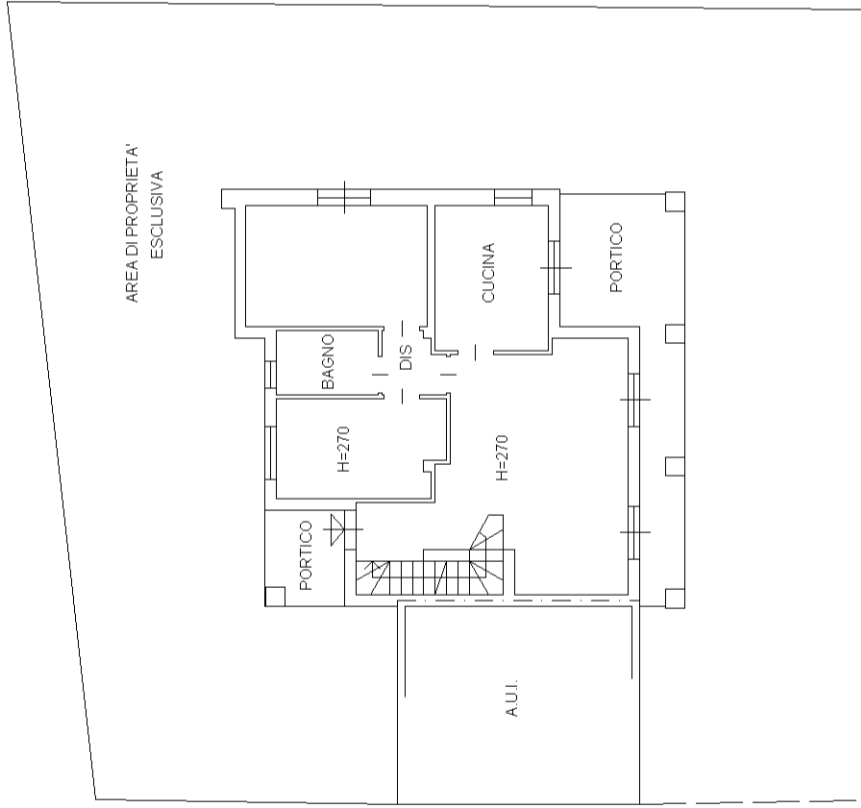 AREA DI PROPRIETA'
ESCLUSIVA
BAGNO
DIS
CUCINA
PORTICO
H=270
H=270
PORTICO
A.U.I.